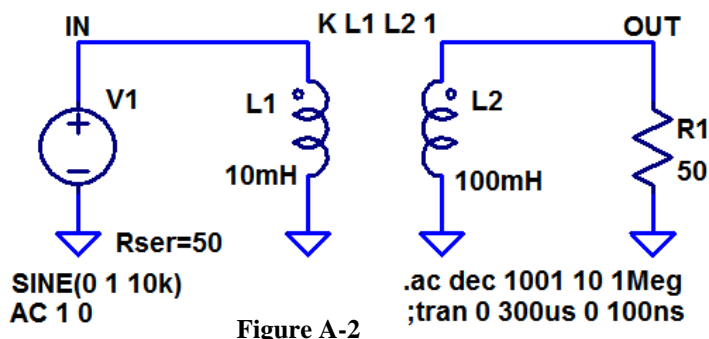 IN
K L1 L2 1
OUT
V1
L1
L2
R1
10mH
100mH
50
Rser=50
SINE(0 1 10k)
AC 1 0
.ac dec 1001 10 1Meg
;tran 0 300us 0 100ns
Figure A-2